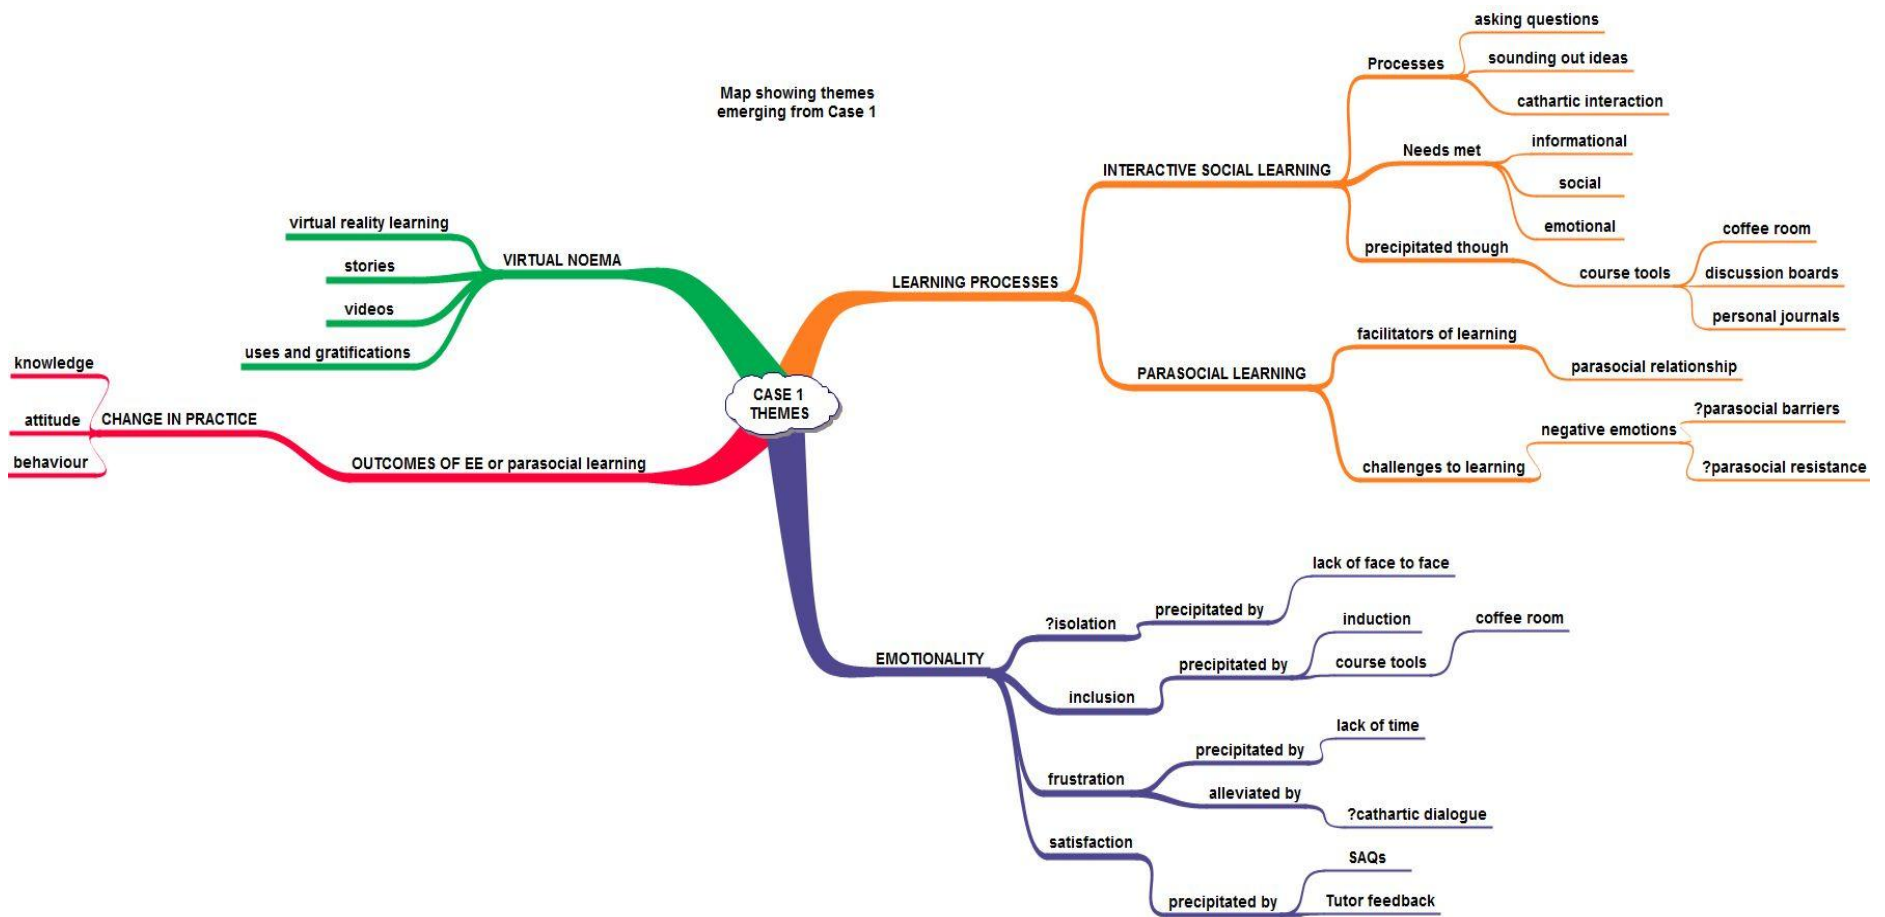 Map showing themes
emerging from Case 1
CASE 1
THEMES
VIRTUAL NOEMA
virtual reality learning
stories
videos
uses and gratifications
OUTCOMES OF EE or parasocial learning
CHANGE IN PRACTICE
knowledge
attitude
behaviour
LEARNING PROCESSES
INTERACTIVE SOCIAL LEARNING
Processes
asking questions
sounding out ideas
cathartic interaction
Needs met
informational
social
emotional
precipitated though
course tools
coffee room
discussion boards
personal journals
PARASOCIAL LEARNING
facilitators of learning
parasocial relationship
challenges to learning
negative emotions
?parasocial barriers
?parasocial resistance
EMOTIONALITY
?isolation
precipitated by
lack of face to face
inclusion
precipitated by
induction
course tools
coffee room
frustration
precipitated by
lack of time
alleviated by
?cathartic dialogue
satisfaction
precipitated by
SAQs
Tutor feedback